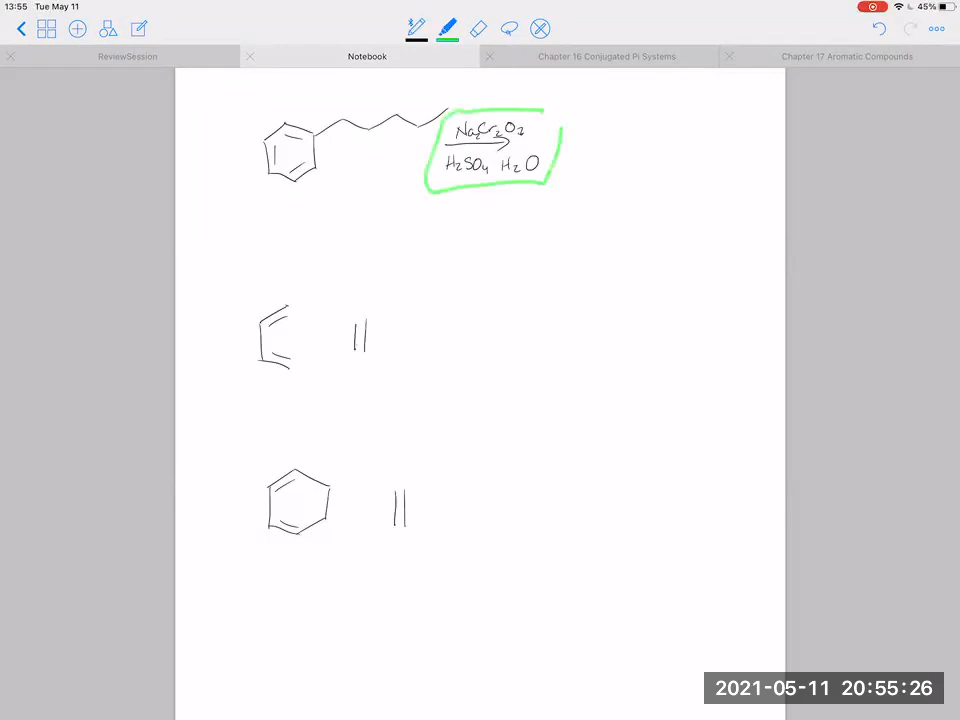 13:55 Tue May 11
45%
ReviewSession
Notebook
Chapter 16 Conjugated Pi Systems
Chapter 17 Aromatic Compounds
Na₂Cr₂O₇
H₂SO₄ H₂O
2021-05-11 20:55:26